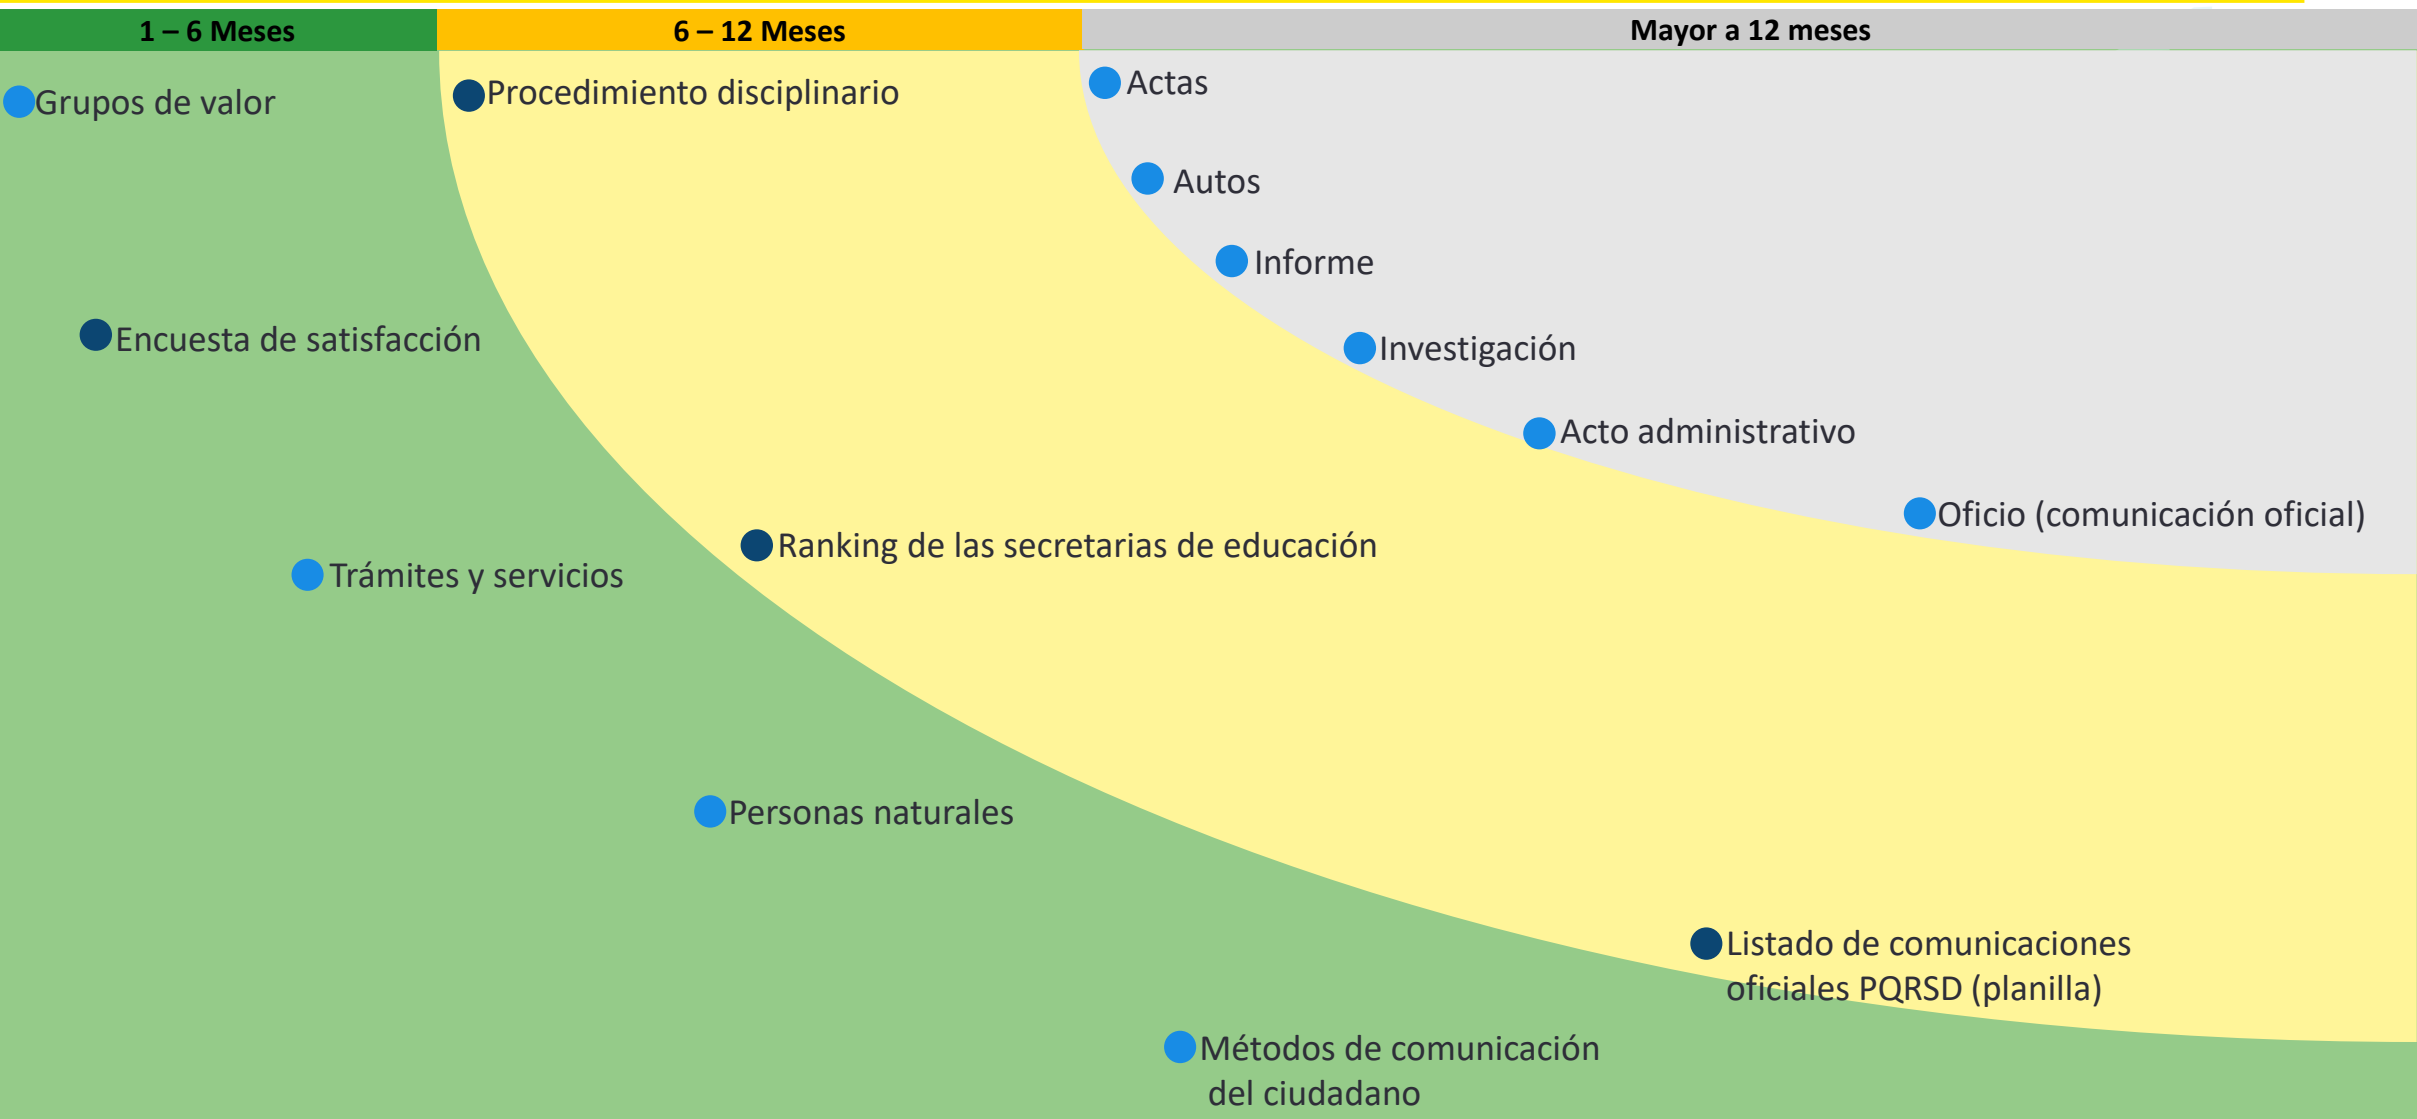 1 – 6 Meses
6 – 12 Meses
Mayor a 12 meses
Grupos de valor
Encuesta de satisfacción
Trámites y servicios
Personas naturales
Métodos de comunicación
del ciudadano
Procedimiento disciplinario
Ranking de las secretarias de educación
Listado de comunicaciones
oficiales PQRSD (planilla)
Actas
Autos
Informe
Investigación
Acto administrativo
Oficio (comunicación oficial)